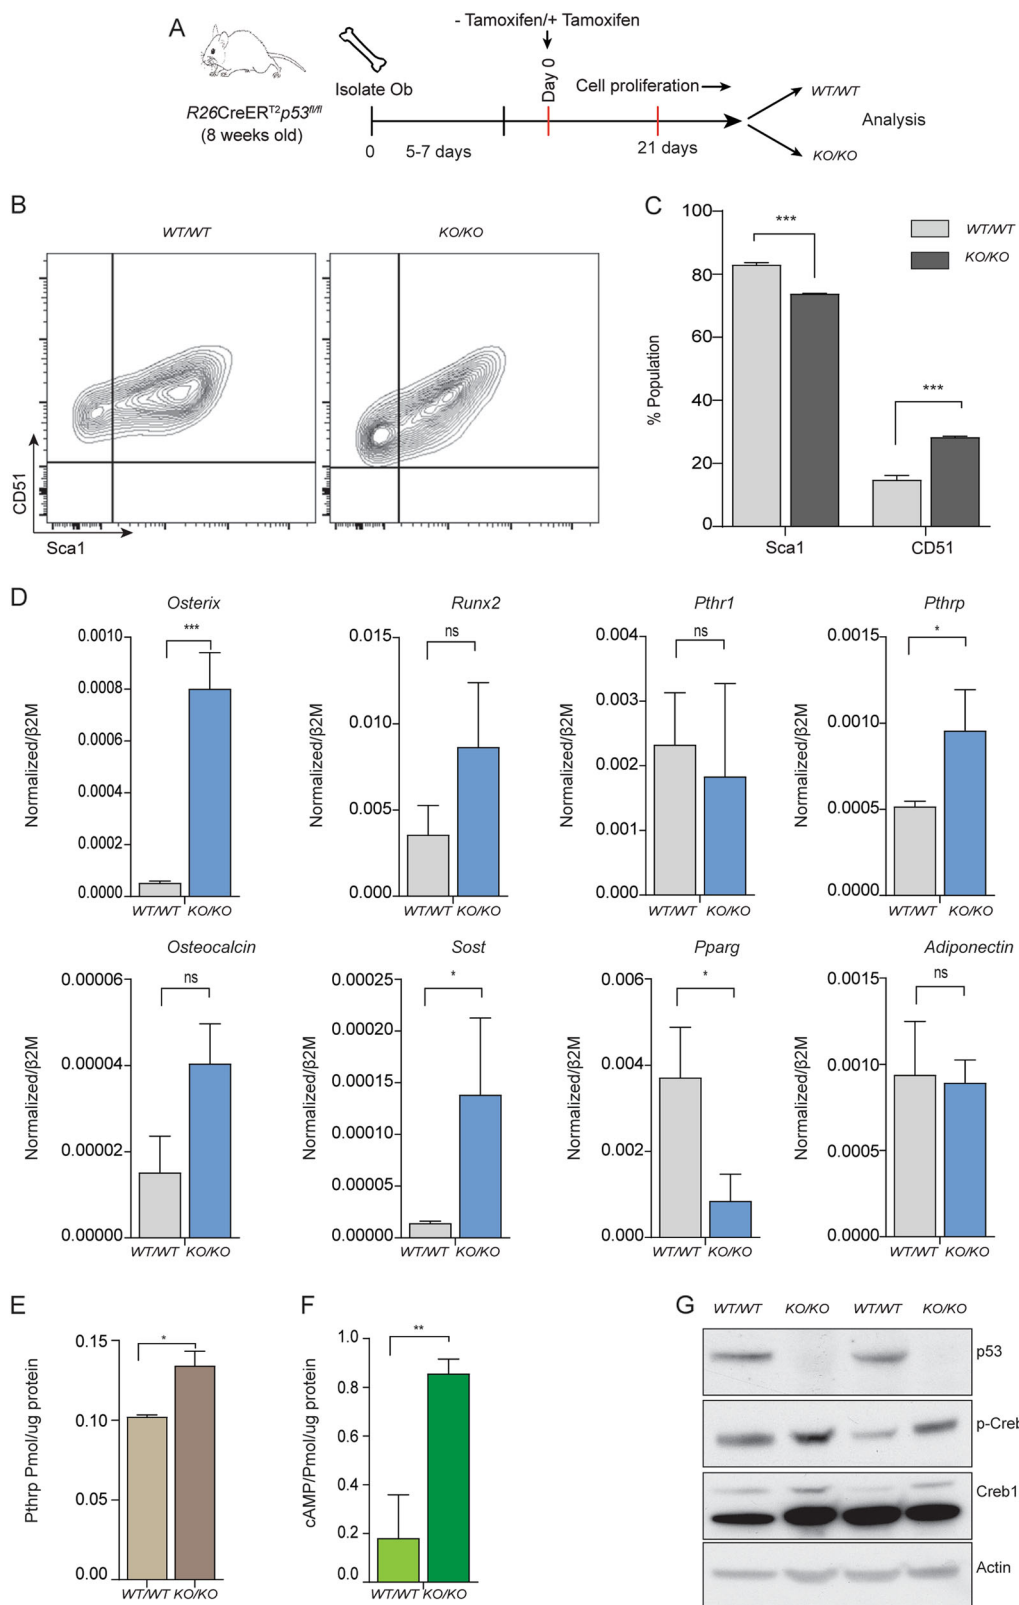 A
- Tamoxifen/+ Tamoxifen
Day 0
Isolate Ob
Cell proliferation
WT/WT
R26CreERT2p53fl/fl
(8 weeks old)
Analysis
0
5-7 days
21 days
KO/KO
B
WT/WT
KO/KO
CD51
Sca1
C
100
80
60
40
20
0
% Population
***
***
WT/WT
KO/KO
Sca1
CD51
D
Osterix
0.0010
0.0008
0.0006
0.0004
0.0002
0.0000
Normalized/β2M
***
WT/WT KO/KO
Runx2
0.015
0.010
0.005
0.000
Normalized/β2M
ns
WT/WT KO/KO
Pthr1
0.004
0.003
0.002
0.001
0.000
Normalized/β2M
ns
WT/WT KO/KO
Pthrp
0.0015
0.0010
0.0005
0.0000
Normalized/β2M
*
WT/WT KO/KO
Osteocalcin
0.00006
0.00004
0.00002
0.00000
Normalized/β2M
ns
WT/WT KO/KO
Sost
0.00025
0.00020
0.00015
0.00010
0.00005
0.00000
Normalized/β2M
*
WT/WT KO/KO
Pparg
0.006
0.004
0.002
0.000
Normalized/β2M
*
WT/WT KO/KO
Adiponectin
0.0015
0.0010
0.0005
0.0000
Normalized/β2M
ns
WT/WT KO/KO
E
0.15
0.10
0.05
0.00
Pthrp Pmol/ug protein
*
WT/WT KO/KO
F
1.0
0.8
0.6
0.4
0.2
0.0
cAMP/Pmol/ug protein
**
WT/WT KO/KO
G
WT/WT KO/KO WT/WT KO/KO
p53
p-Creb
Creb1
Actin